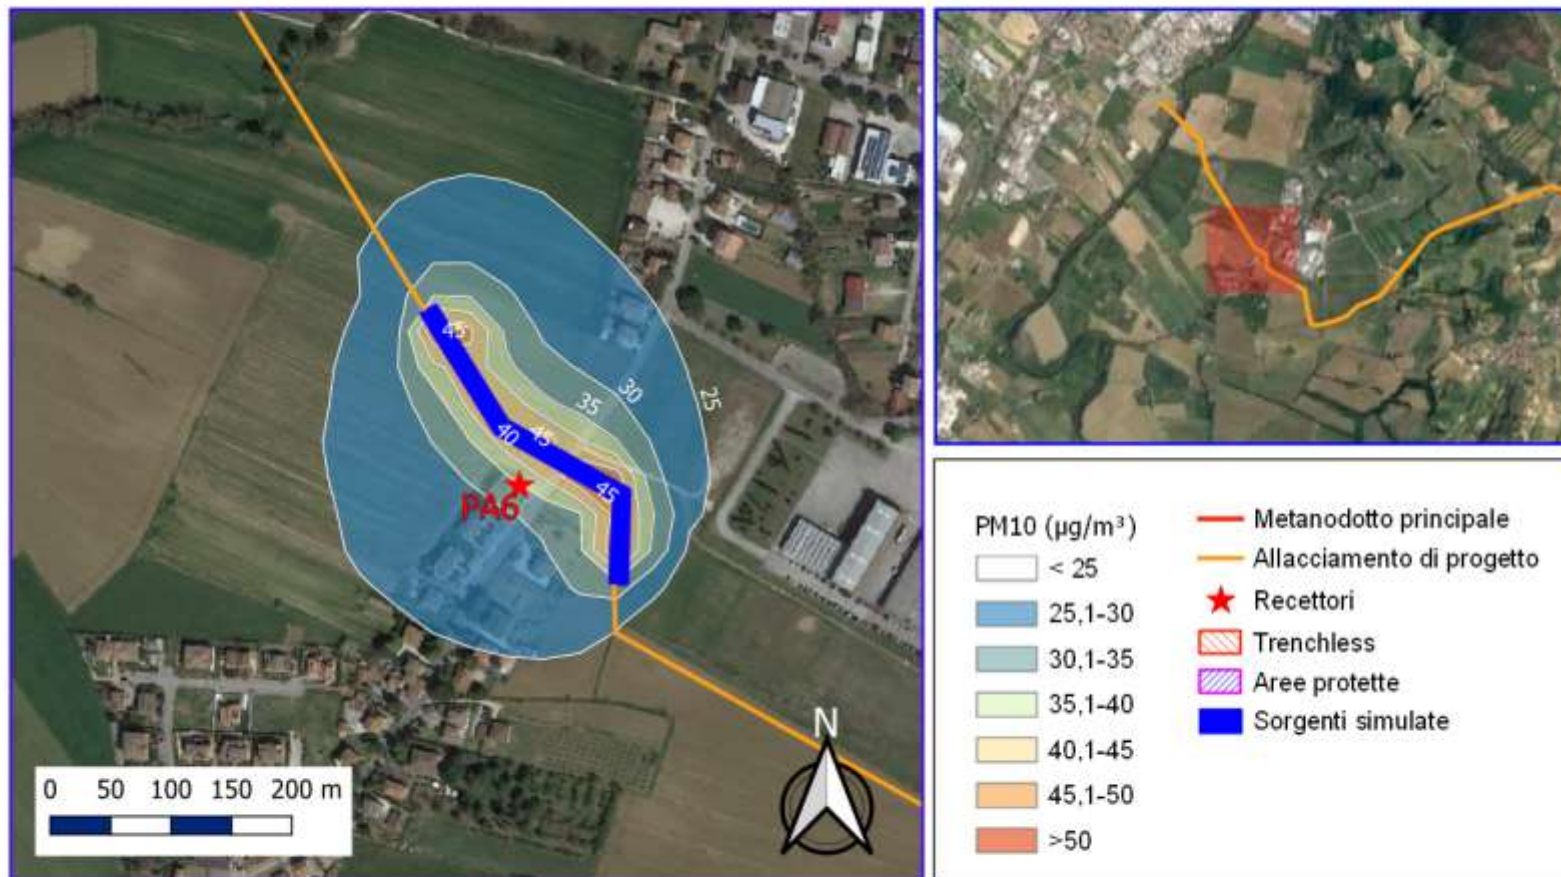 45
30
25
35
40
45
45
PA6
N
0 50 100 150 200 m
PM10 (µg/m³)
< 25
25,1-30
30,1-35
35,1-40
40,1-45
45,1-50
>50
Metanodotto principale
Allacciamento di progetto
Recettori
Trenchless
Aree protette
Sorgenti simulate